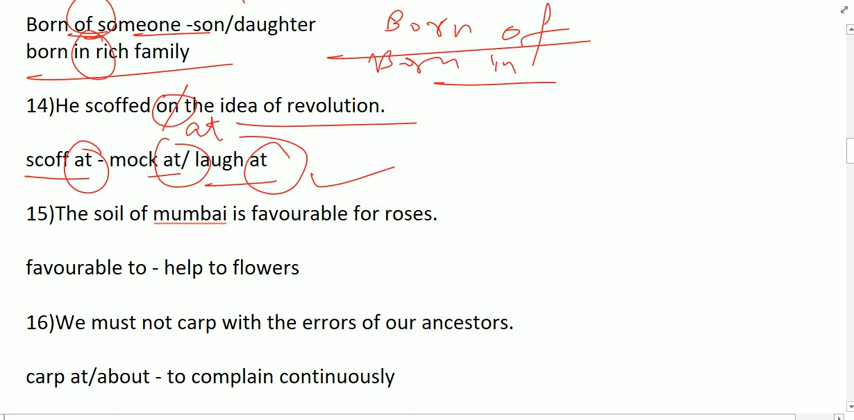 Born of someone -son/daughter
Born of
born in rich family
Born in
14)He scoffed on the idea of revolution.
at
scoff at - mock at/ laugh at
15)The soil of mumbai is favourable for roses.
favourable to - help to flowers
16)We must not carp with the errors of our ancestors.
carp at/about - to complain continuously